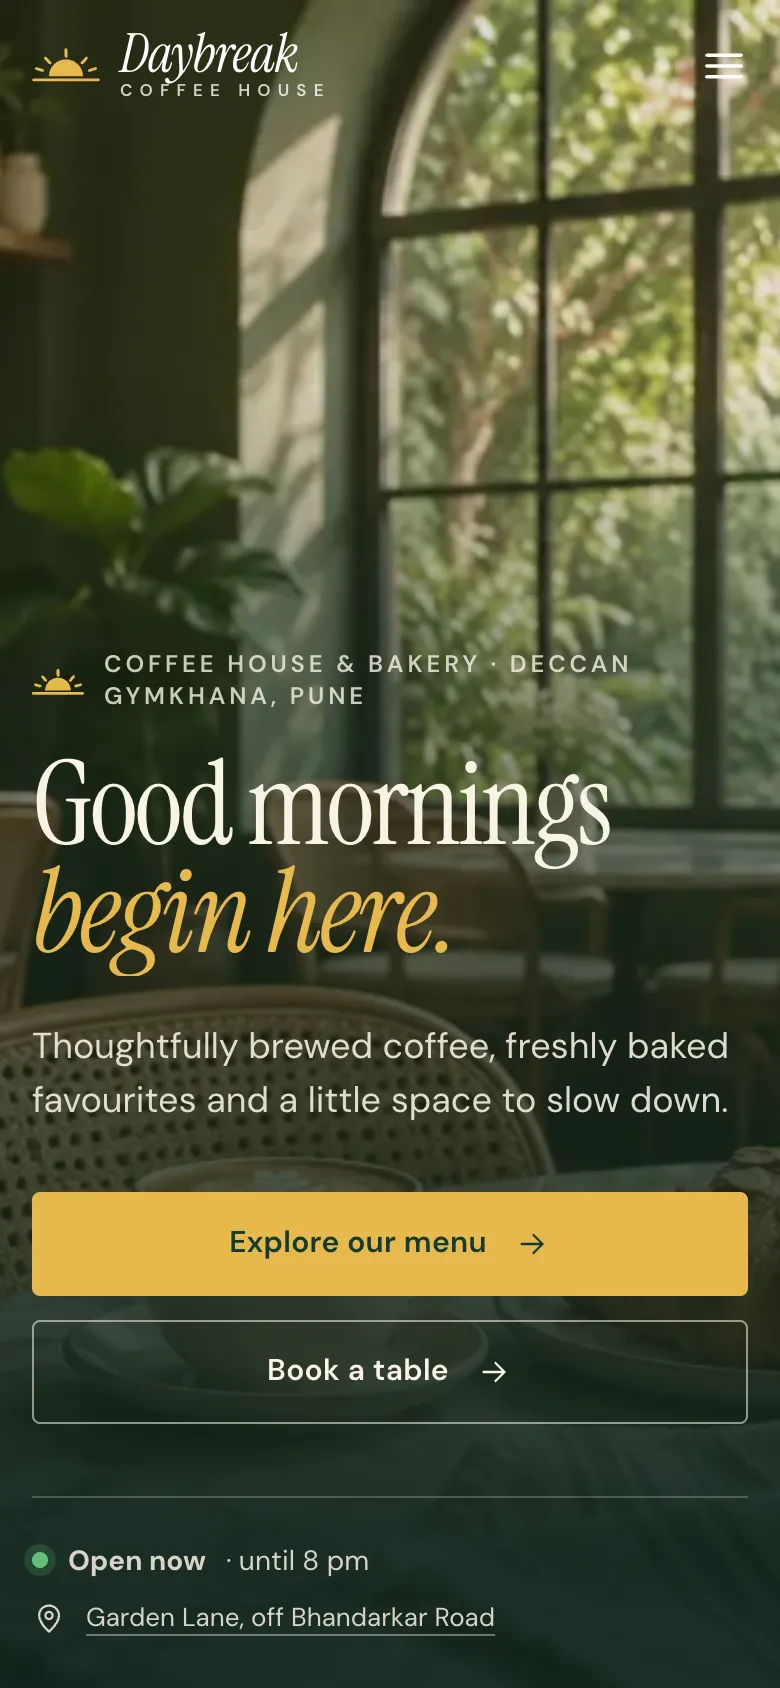 Daybreak
COFFEE HOUSE
COFFEE HOUSE & BAKERY · DECCAN
GYMKHANA, PUNE
Good mornings
begin here.
Thoughtfully brewed coffee, freshly baked
favourites and a little space to slow down.
Explore our menu →
Book a table →
Open now · until 8 pm
Garden Lane, off Bhandarkar Road